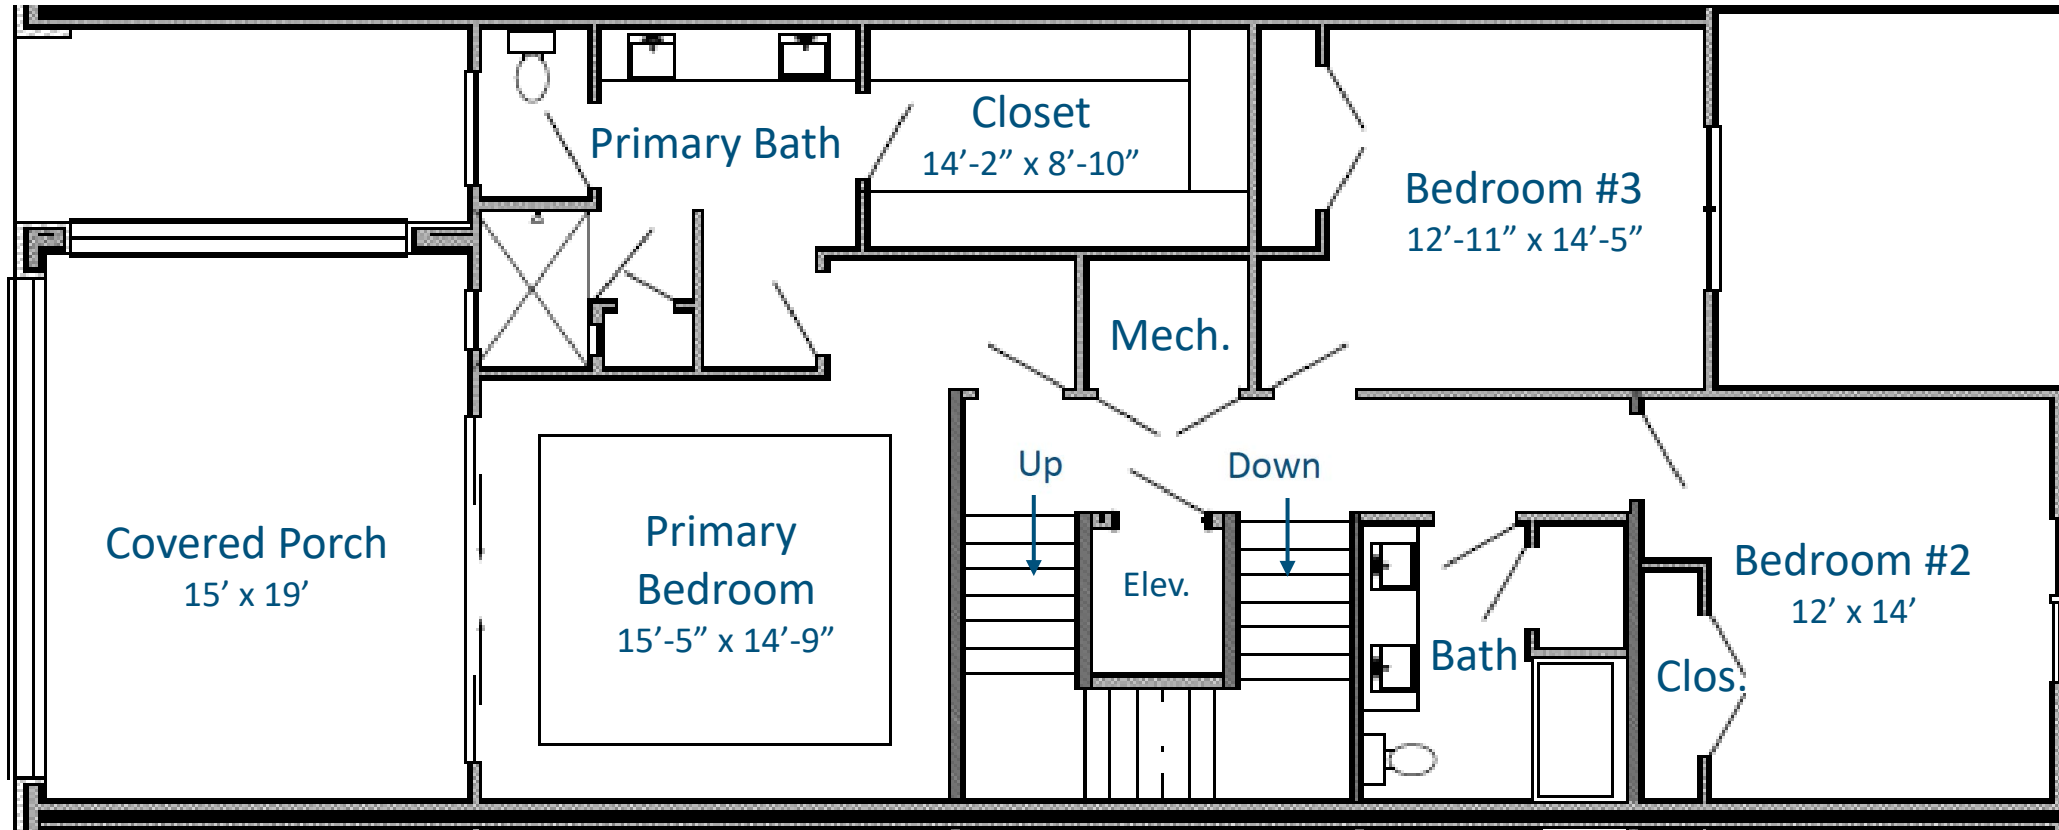 Primary Bath
Closet
14’-2” x 8’-10”
Bedroom #3
12’-11” x 14’-5”
Mech.
Up
Down
Covered Porch
15’ x 19’
Primary
Bedroom
15’-5” x 14’-9”
Elev.
Bath
Clos.
Bedroom #2
12’ x 14’